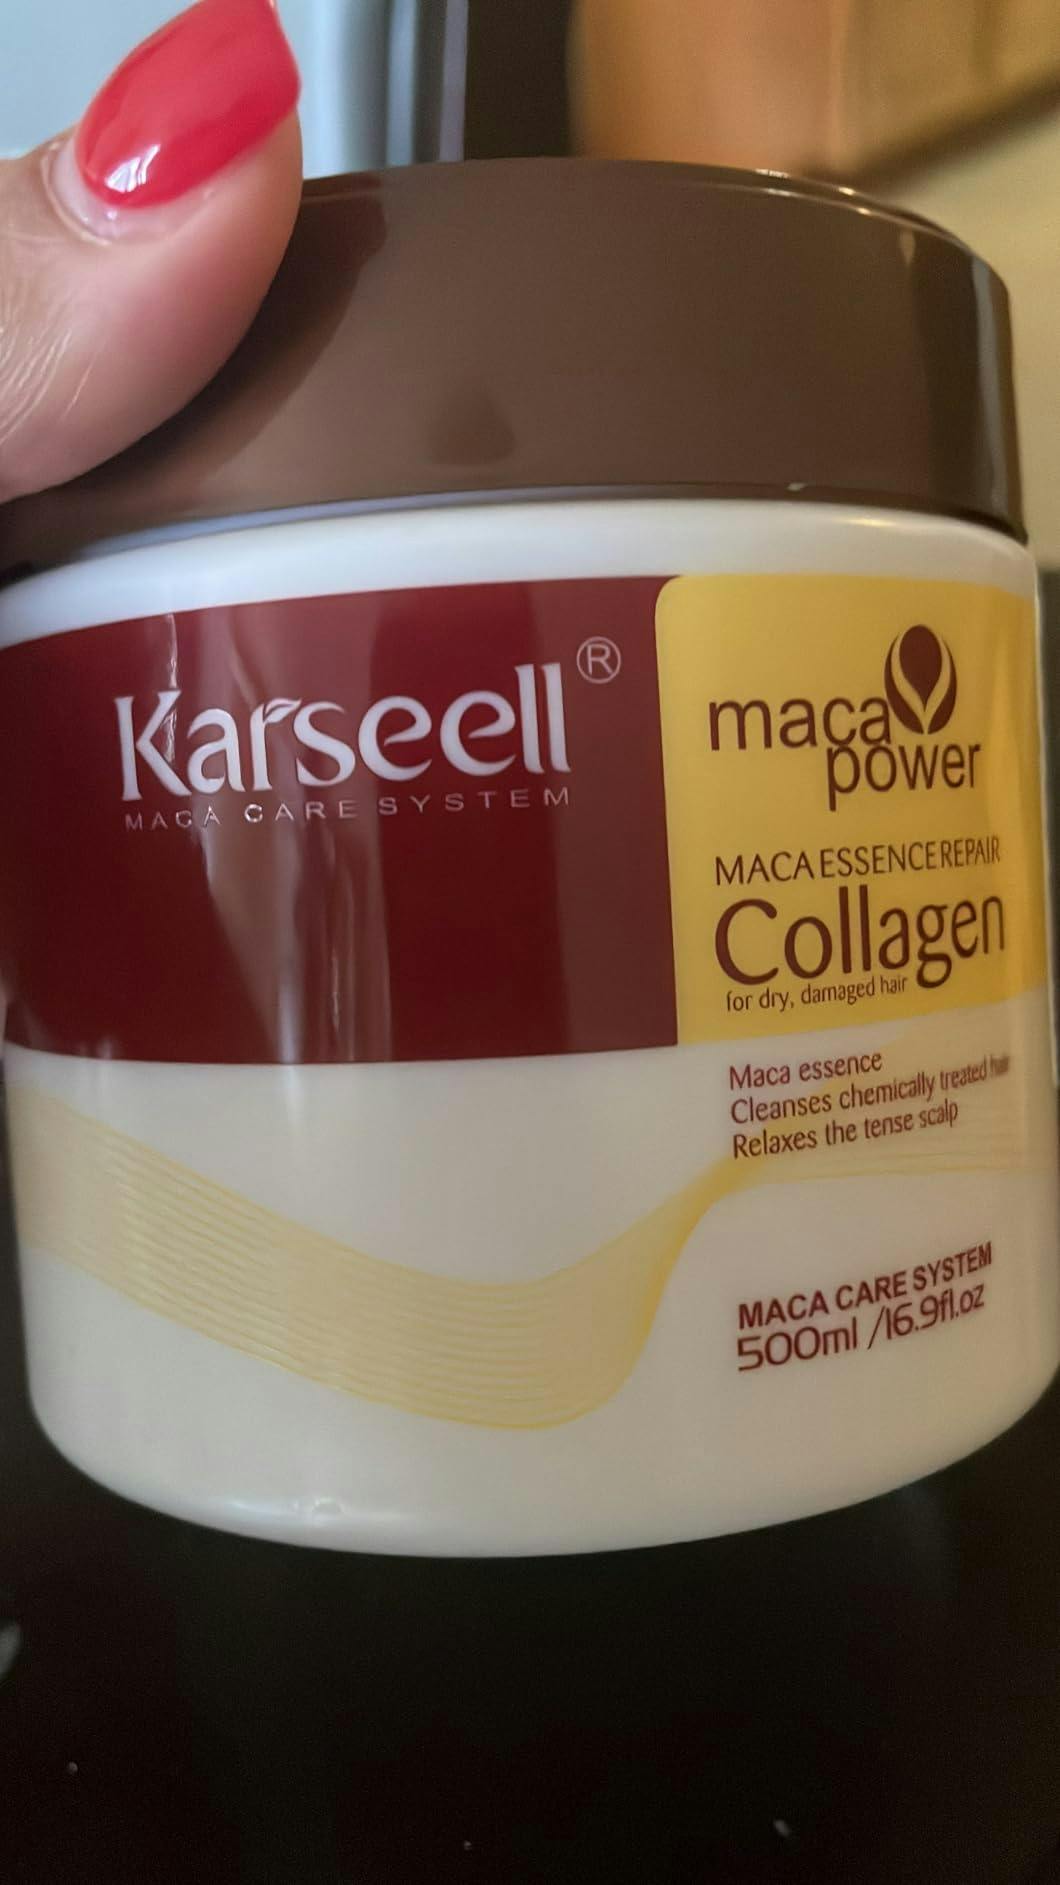 Karseell®
MACA CARE SYSTEM
maca
power
MACA ESSENCE REPAIR
Collagen
for dry, damaged hair
Maca essence
Cleanses chemically treated hair
Relaxes the tense scalp
MACA CARE SYSTEM
500ml /16.9fl.oz